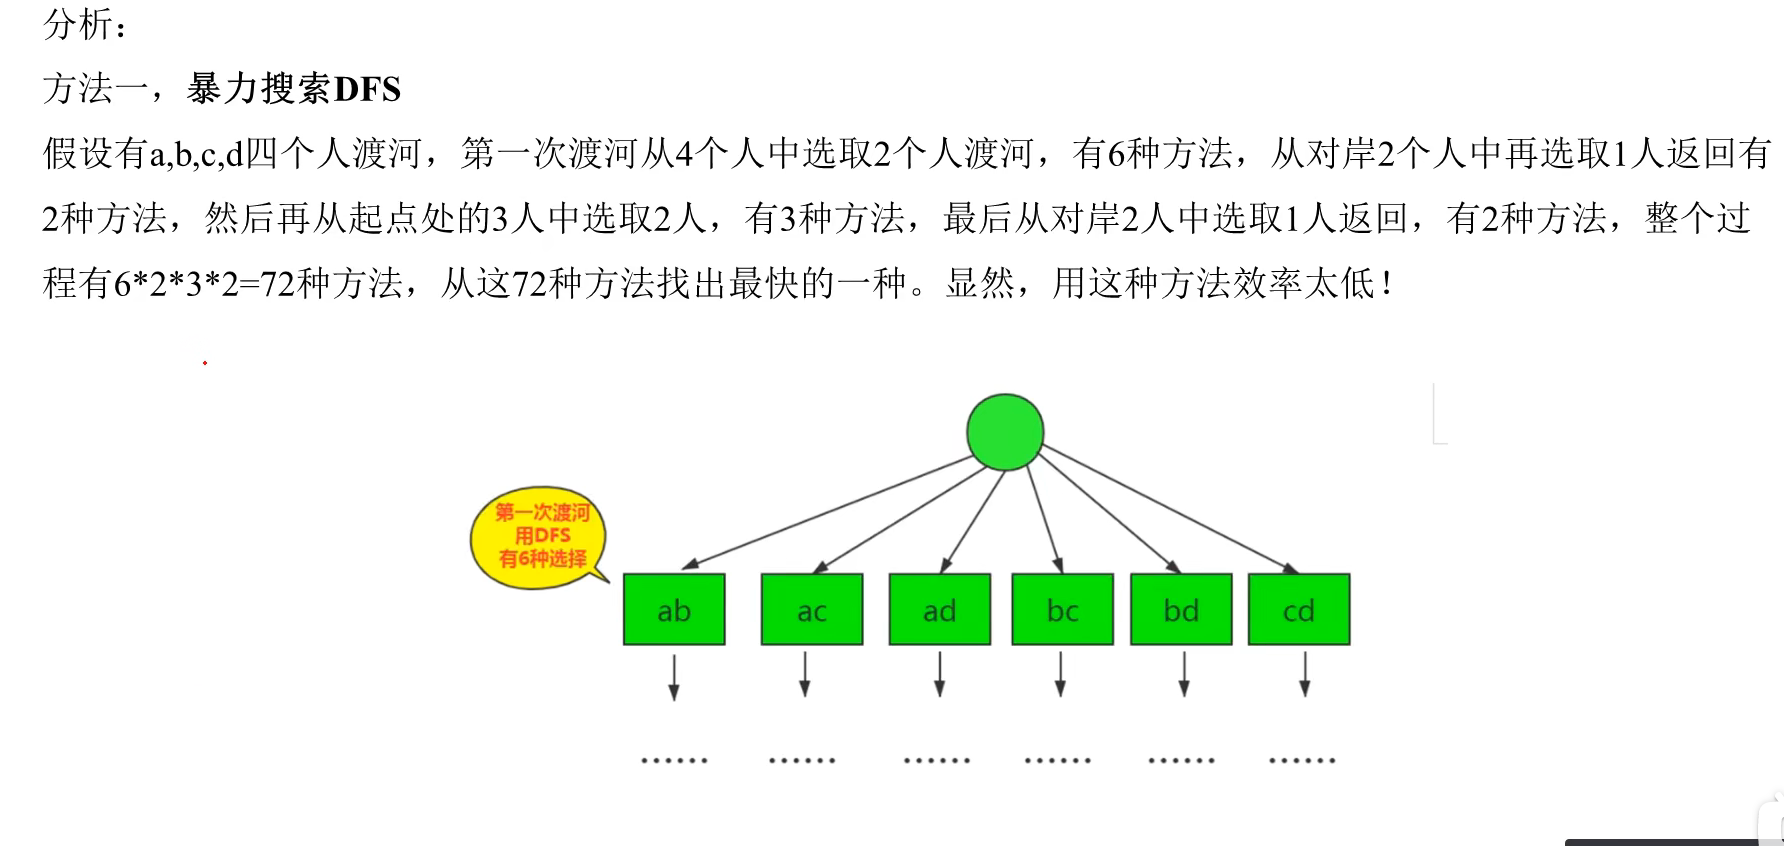 分析：
方法一，暴力搜索DFS
假设有a,b,c,d四个人渡河，第一次渡河从4个人中选取2个人渡河，有6种方法，从对岸2个人中再选取1人返回有
2种方法，然后再从起点处的3人中选取2人，有3种方法，最后从对岸2人中选取1人返回，有2种方法，整个过
程有6*2*3*2=72种方法，从这72种方法找出最快的一种。显然，用这种方法效率太低！
第一次渡河
用DFS
有6种选择
ab ac ad bc bd cd
…… …… …… …… …… ……